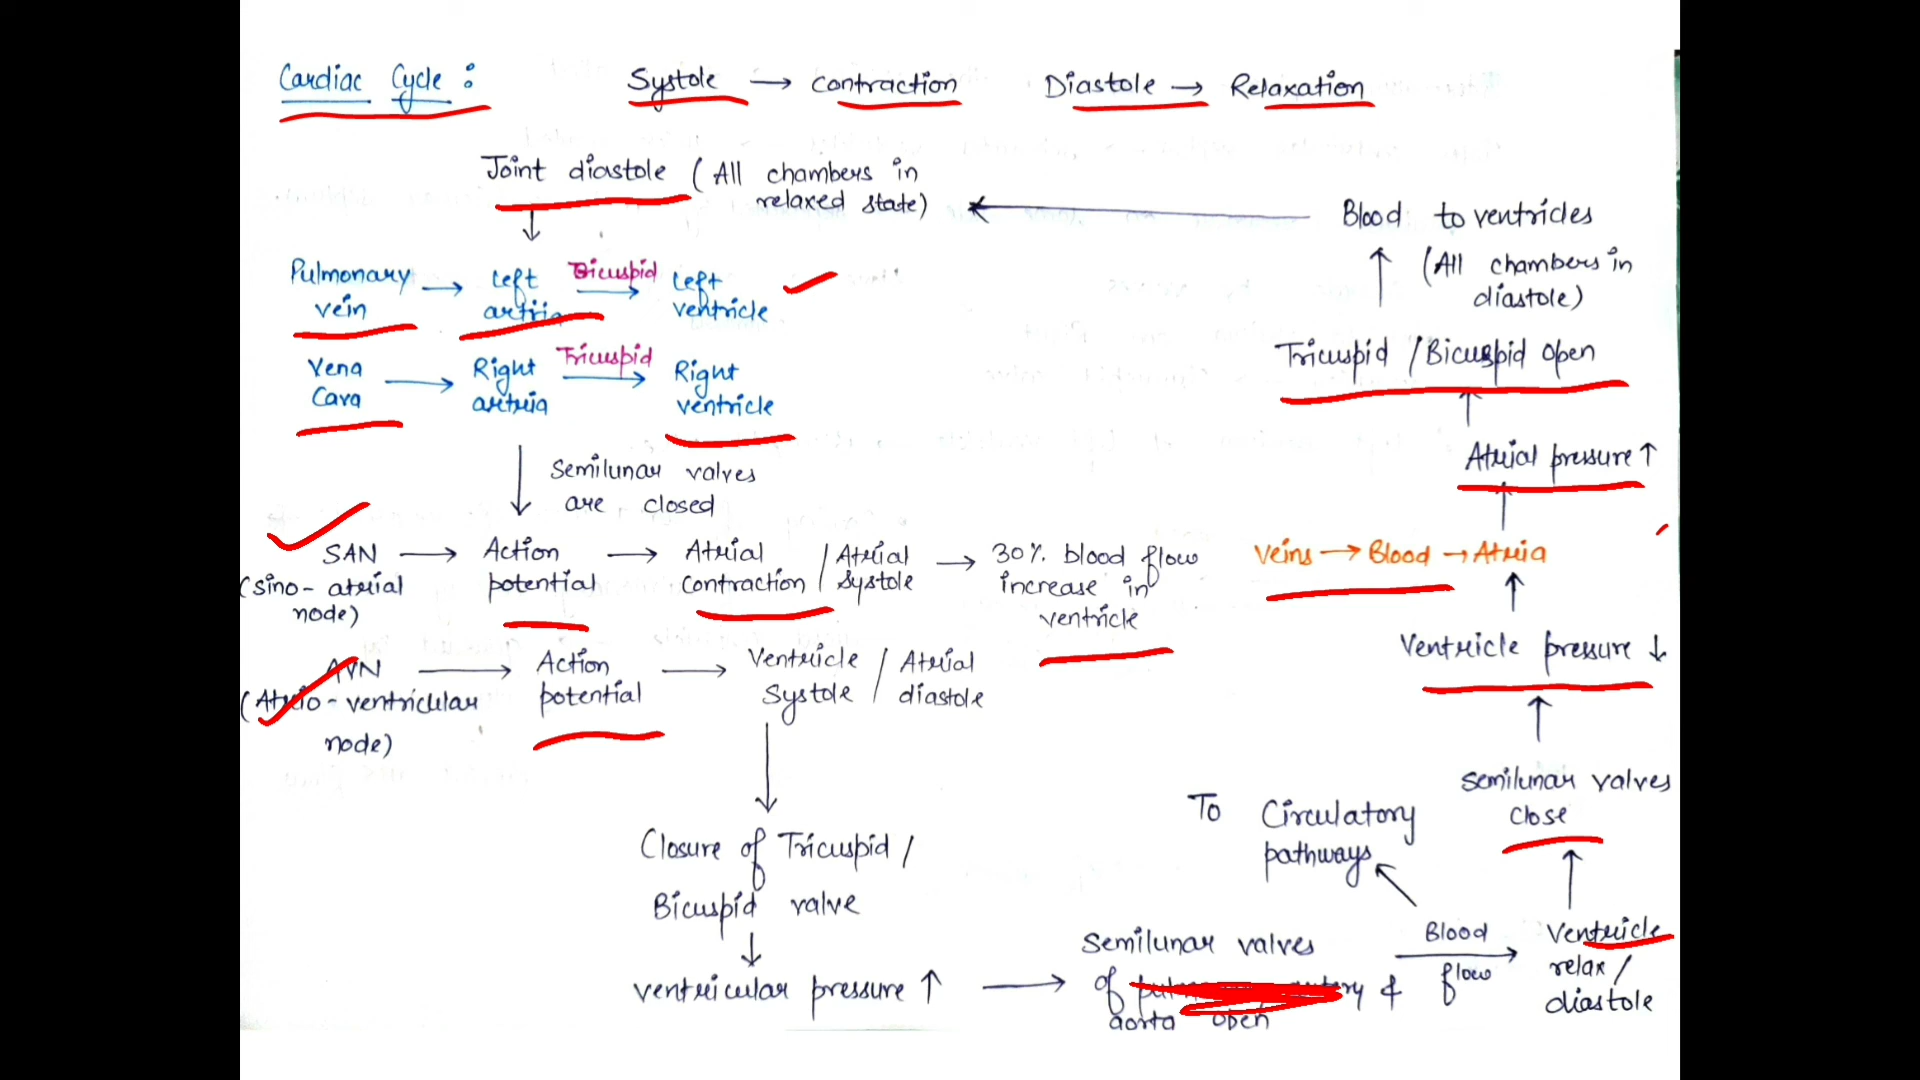 Cardiac Cycle : Systole → Contraction Diastole → Relaxation
Joint diastole (All chambers in
relaxed state)
↓
Pulmonary → Left Bicuspid → Left
vein artria ventricle
Vena → Right Tricuspid → Right
Cava artria ventricle
↓ Semilunar valves
are closed
SAN → Action → Atrial / Atrial → 30% blood flow
(Sino-atrial potential contraction systole increase in
node) ventricle
AVN → Action → Ventricle / Atrial
(Atrio-ventricular potential Systole diastole
node)
↓
Closure of Tricuspid /
Bicuspid valve
↓
ventricular pressure ↑ → Semilunar valves
of & 
aorta open
Blood
flow →
To Circulatory
pathways
Ventricle
relax /
diastole
↑
Semilunar valves
close
↑
Ventricle pressure ↓
↑
Veins → Blood → Atria
↑
Atrial pressure ↑
↑
Tricuspid / Bicuspid open
↑ (All chambers in
diastole)
Blood to ventricles